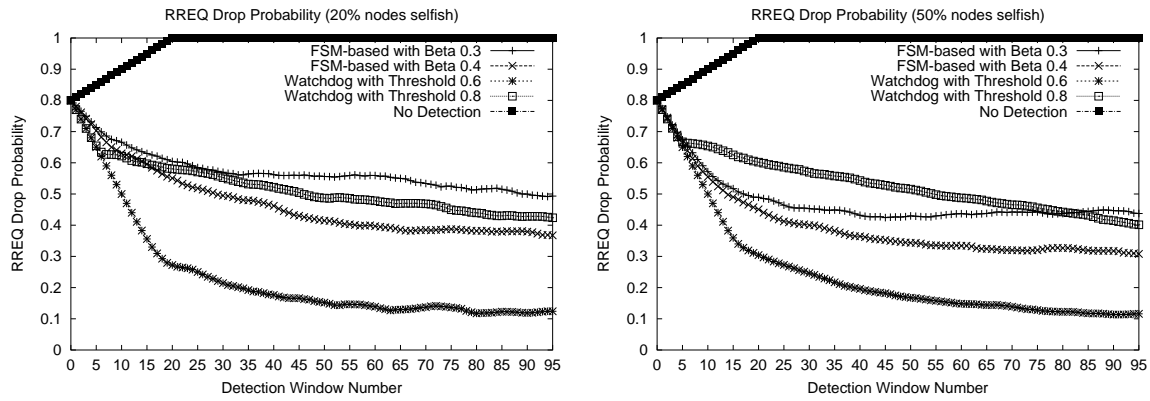 RREQ Drop Probability (20% nodes selfish)
RREQ Drop Probability
1
0.9
0.8
0.7
0.6
0.5
0.4
0.3
0.2
0.1
0
FSM-based with Beta 0.3
FSM-based with Beta 0.4
Watchdog with Threshold 0.6
Watchdog with Threshold 0.8
No Detection
0 5 10 15 20 25 30 35 40 45 50 55 60 65 70 75 80 85 90 95
Detection Window Number
RREQ Drop Probability (50% nodes selfish)
RREQ Drop Probability
1
0.9
0.8
0.7
0.6
0.5
0.4
0.3
0.2
0.1
0
FSM-based with Beta 0.3
FSM-based with Beta 0.4
Watchdog with Threshold 0.6
Watchdog with Threshold 0.8
No Detection
0 5 10 15 20 25 30 35 40 45 50 55 60 65 70 75 80 85 90 95
Detection Window Number